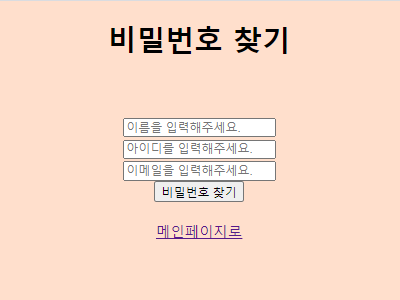 비밀번호 찾기
이름을 입력해주세요.
아이디를 입력해주세요.
이메일을 입력해주세요.
비밀번호 찾기
메인페이지로